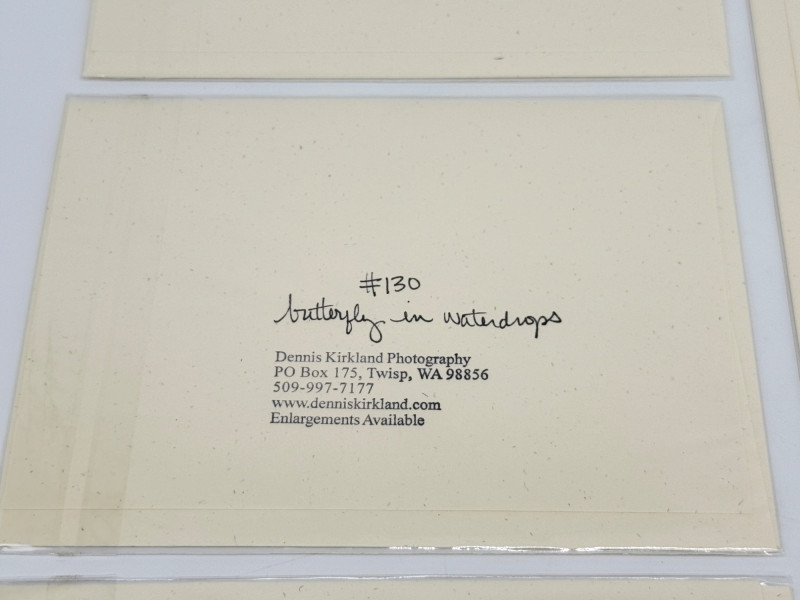 #130
butterfly in waterdrops
Dennis Kirkland Photography
PO Box 175, Twisp, WA 98856
509-997-7177
www.denniskirkland.com
Enlargements Available